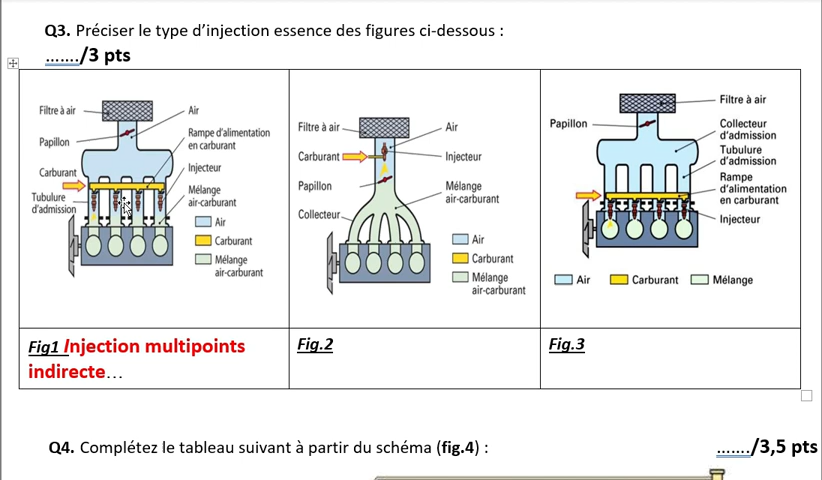 Q3. Préciser le type d'injection essence des figures ci-dessous :
......./3 pts
Filtre à air
Air
Papillon
Rampe d'alimentation
en carburant
Carburant
Injecteur
Tubulure
d'admission
Mélange
air-carburant
Air
Carburant
Mélange
air-carburant
Filtre à air
Air
Carburant
Injecteur
Papillon
Mélange
air-carburant
Collecteur
Air
Carburant
Mélange
air-carburant
Filtre à air
Papillon
Collecteur
d'admission
Tubulure
d'admission
Rampe
d'alimentation
en carburant
Injecteur
Air
Carburant
Mélange
Fig1 Injection multipoints
indirecte...
Fig.2
Fig.3
Q4. Complétez le tableau suivant à partir du schéma (fig.4) :
......./3,5 pts